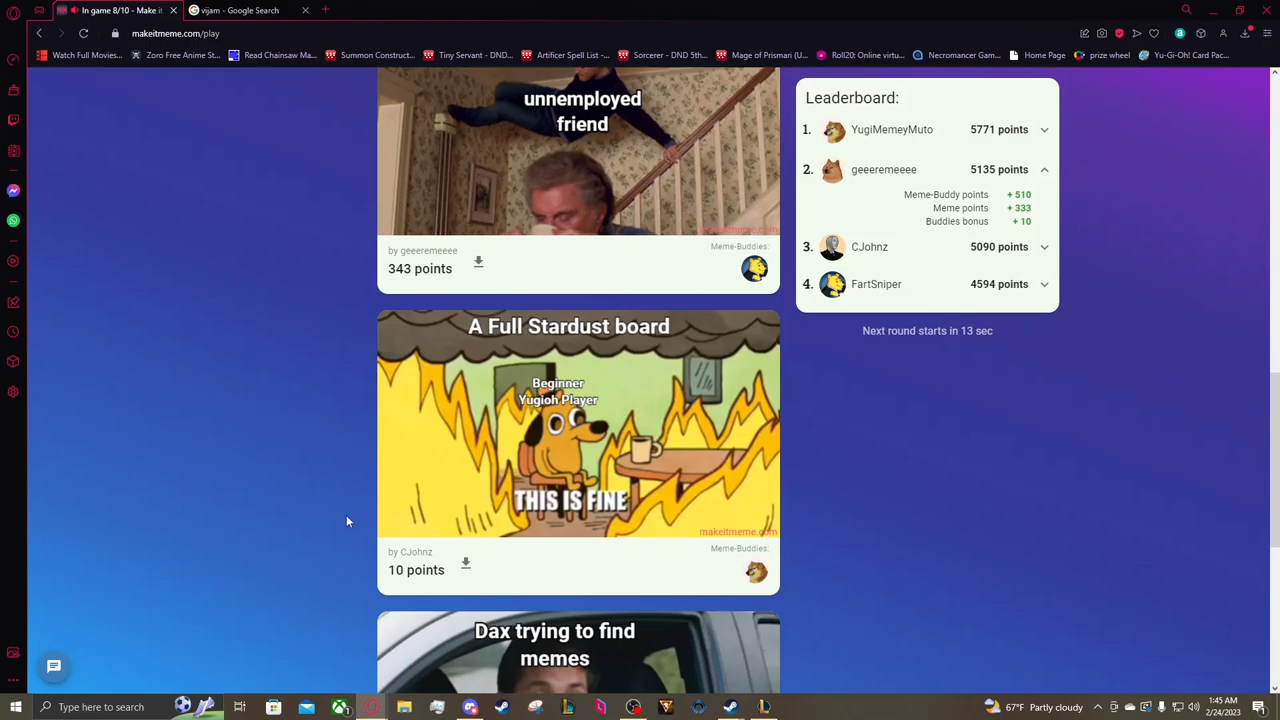 In game 8/10 - Make it
vijam - Google Search
makeitmeme.com/play
Watch Full Movies...
Zoro Free Anime St...
Read Chainsaw Ma...
Summon Construct...
Tiny Servant - DND...
Artificer Spell List -...
Sorcerer - DND 5th...
Mage of Prismari (U...
Roll20: Online virtu...
Necromancer Gam...
Home Page
prize wheel
Yu-Gi-Oh! Card Pac...
unnemployed
friend
makeitmeme.com
by geeeremeeee
343 points
Meme-Buddies:
A Full Stardust board
Beginner
Yugioh Player
THIS IS FINE
makeitmeme.com
by CJohnz
10 points
Meme-Buddies:
Dax trying to find
memes
Leaderboard:
1. YugiMemeyMuto 5771 points
2. geeeremeeee 5135 points
Meme-Buddy points + 510
Meme points + 333
Buddies bonus + 10
3. CJohnz 5090 points
4. FartSniper 4594 points
Next round starts in 13 sec
Type here to search
67°F Partly cloudy
1:45 AM
2/24/2023